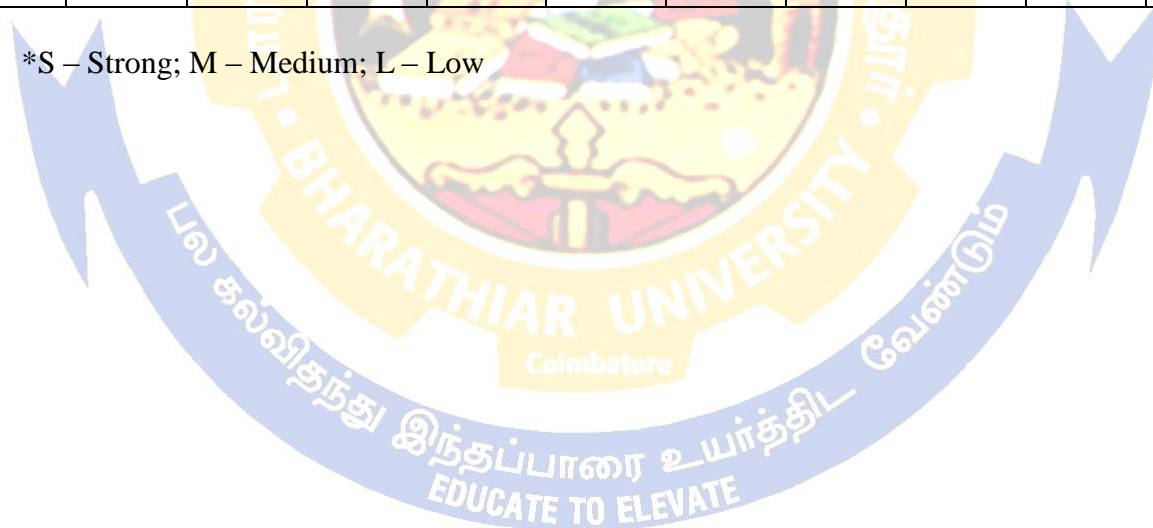 *S – Strong; M – Medium; L – Low
• BHARATHIAR UNIVERSITY •
Coimbatore
பல கல்விதந்து இந்தப்பாரை உயர்த்திட வேண்டும்
EDUCATE TO ELEVATE